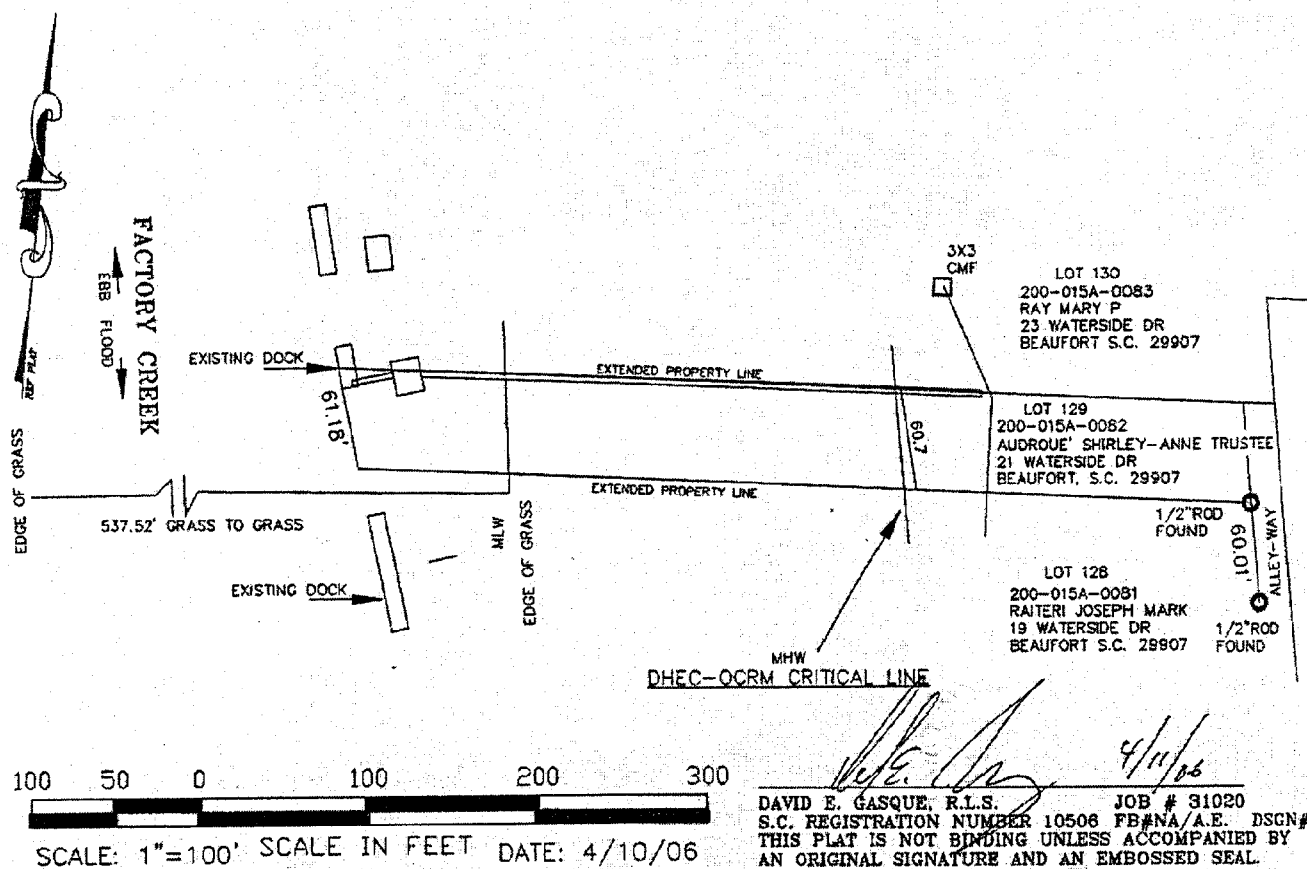 3X3
CMF
LOT 130
200-015A-0083
RAY MARY P
23 WATERSIDE DR
BEAUFORT S.C. 29907
FACTORY CREEK
EBB FLOOD
REF PLAT
EXISTING DOCK
EXTENDED PROPERTY LINE
61.18'
60.7
LOT 129
200-015A-0082
AUDROUE' SHIRLEY-ANNE TRUSTEE
21 WATERSIDE DR
BEAUFORT, S.C. 29907
EXTENDED PROPERTY LINE
EDGE OF GRASS
537.52' GRASS TO GRASS
MLW
EDGE OF GRASS
1/2"ROD
FOUND
60.01'
ALLEY-WAY
EXISTING DOCK
LOT 128
200-015A-0081
RAITERI JOSEPH MARK
19 WATERSIDE DR
BEAUFORT S.C. 29907
1/2"ROD
FOUND
MHW
DHEC-OCRM CRITICAL LINE
4/11/06
100 50 0 100 200 300
SCALE: 1"=100' SCALE IN FEET DATE: 4/10/06
DAVID E. GASQUE, R.L.S. JOB # 31020
S.C. REGISTRATION NUMBER 10506 FB#NA/A.E. DSGN#
THIS PLAT IS NOT BINDING UNLESS ACCOMPANIED BY
AN ORIGINAL SIGNATURE AND AN EMBOSSED SEAL.